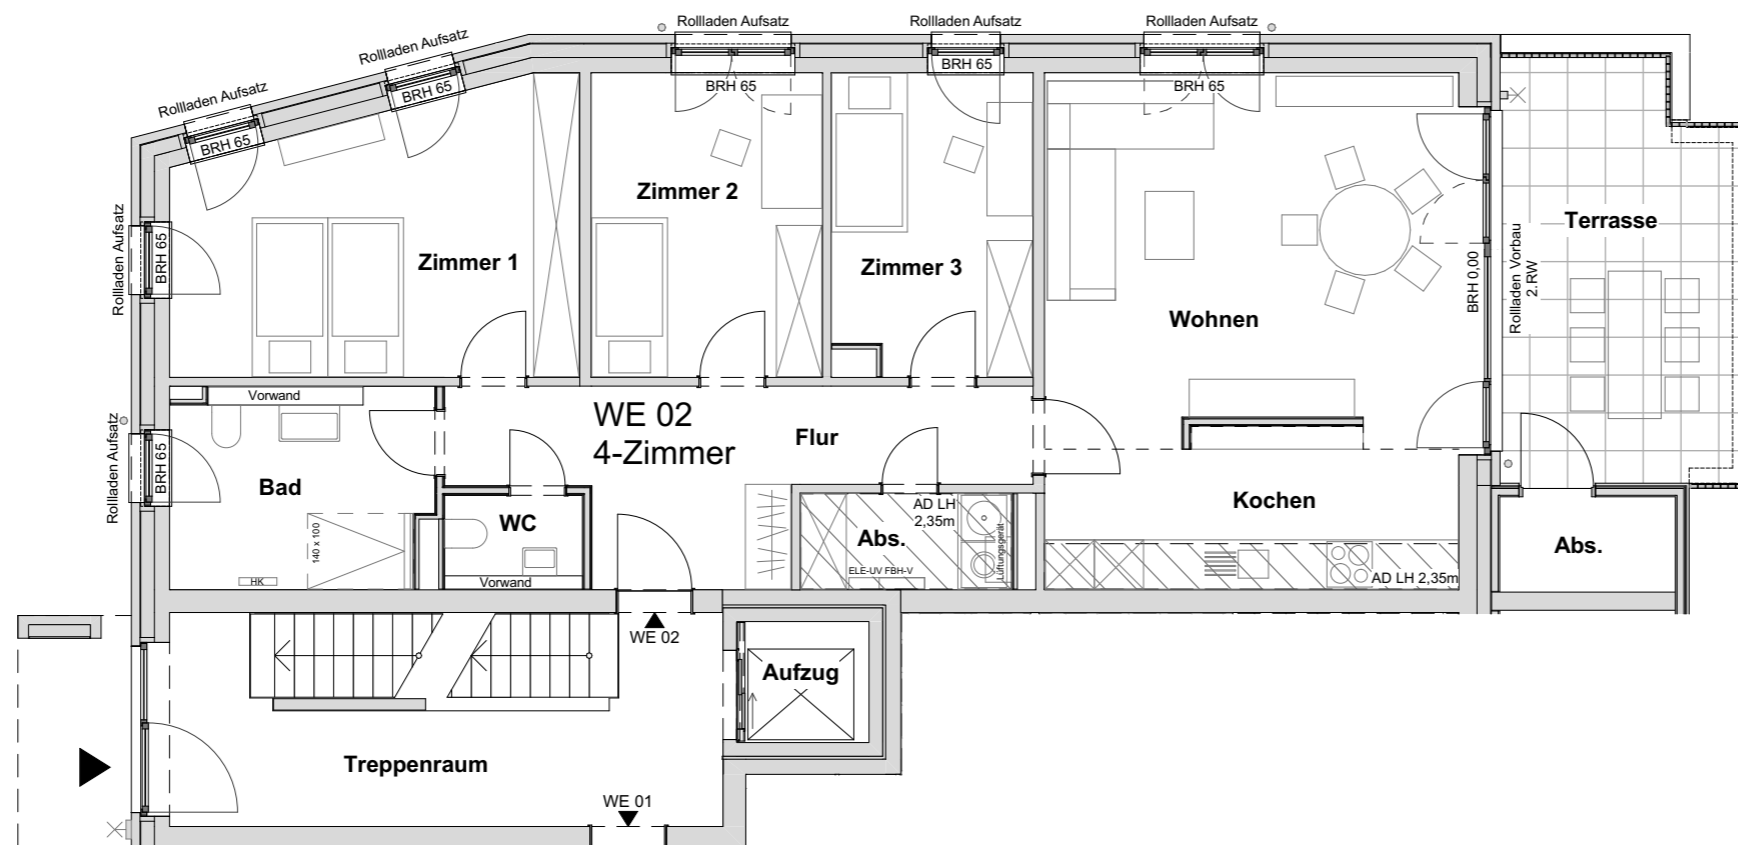 Rollladen Aufsatz
Rollladen Aufsatz
Rollladen Aufsatz
Rollladen Aufsatz
Rollladen Aufsatz
BRH 65
BRH 65
BRH 65
BRH 65
BRH 65
Zimmer 1
Zimmer 2
Zimmer 3
Wohnen
Terrasse
Rollladen Aufsatz
BRH 65
BRH 0,00
Rollladen Vorbau
2.RW
Rollladen Aufsatz
BRH 65
Vorwand
WE 02
4-Zimmer
Flur
Bad
140 x 100
HK
WC
Vorwand
Abs.
AD LH
2,35m
ELE-UV FBH-V
Lüftungsgerät
Kochen
AD LH 2,35m
Abs.
WE 02
Aufzug
Treppenraum
WE 01